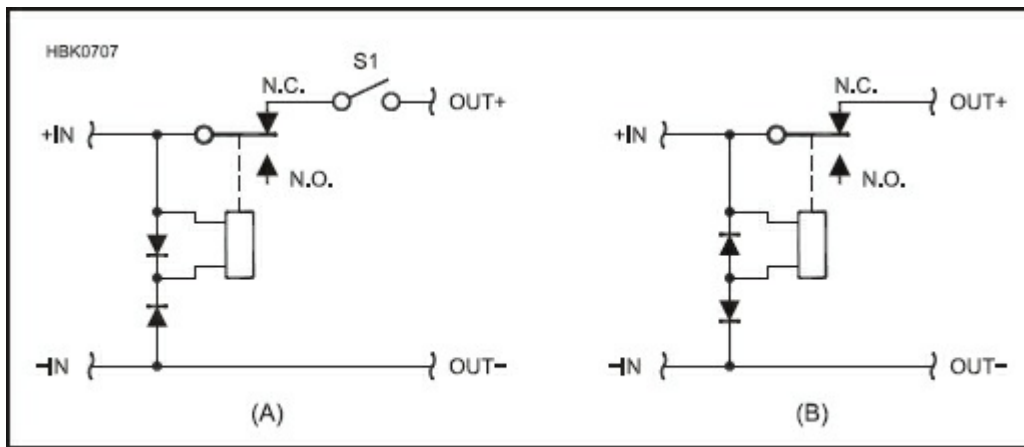 HBK0707
S1
N.C.
OUT+
+IN
N.O.
-IN
OUT-
(A)
N.C.
OUT+
+IN
N.O.
-IN
OUT-
(B)